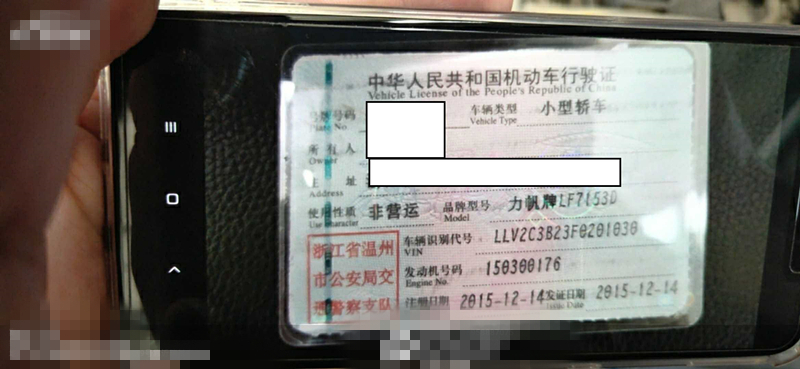 中华人民共和国机动车行驶证
Vehicle License of the People's Republic of China
号牌号码 车辆类型 小型轿车
Plate No. Vehicle Type
所有人
Owner
住址
Address
使用性质 非营运 品牌型号 力帆牌LF7153D
Use character Model
浙江省温州
市公安局交
通警察支队
车辆识别代号 LLV2C3B23F0201030
VIN
发动机号码 150300176
Engine No.
注册日期 2015-12-14 发证日期 2015-12-14
Issue Date